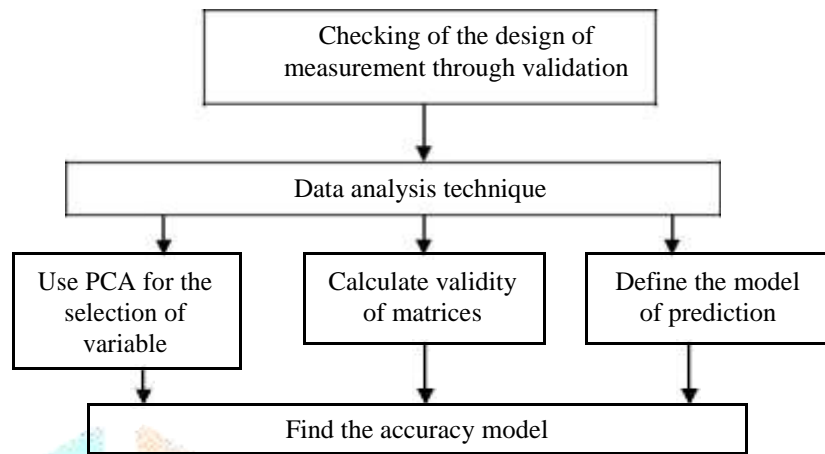 Checking of the design of
measurement through validation
Data analysis technique
Use PCA for the
selection of
variable
Calculate validity
of matrices
Define the model
of prediction
Find the accuracy model